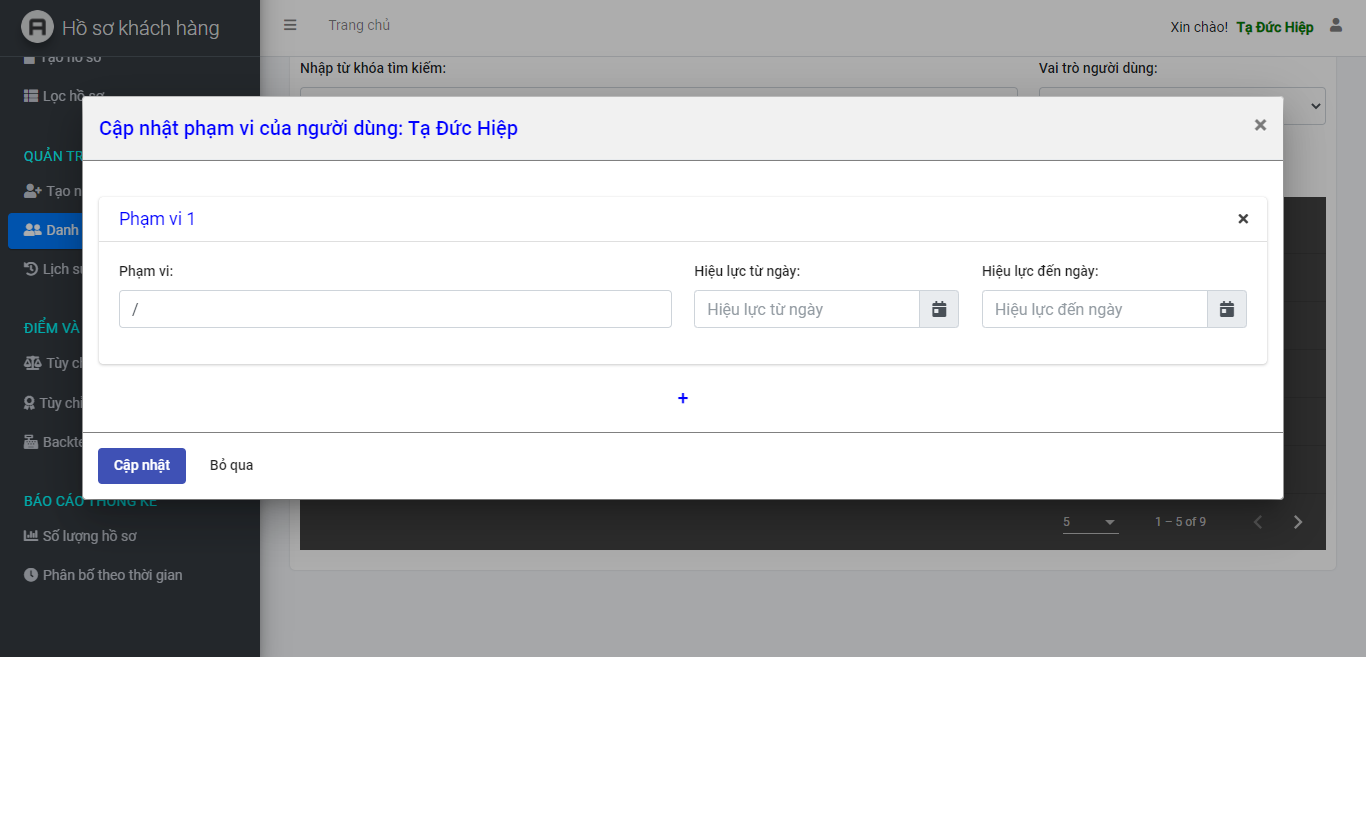 Hồ sơ khách hàng
Trang chủ
Xin chào! Tạ Đức Hiệp
Tạo hồ sơ
Lọc hồ sơ
QUẢN TR
Tạo n
Danh
Lịch sử
ĐIỂM VÀ
Tùy ch
Tùy chỉ
Backte
BÁO CÁO THỐNG KÊ
Số lượng hồ sơ
Phân bổ theo thời gian
Nhập từ khóa tìm kiếm:
Vai trò người dùng:
Cập nhật phạm vi của người dùng: Tạ Đức Hiệp
×
Phạm vi 1
×
Phạm vi:
Hiệu lực từ ngày:
Hiệu lực đến ngày:
/
Hiệu lực từ ngày
Hiệu lực đến ngày
+
Cập nhật
Bỏ qua
5
1 – 5 of 9